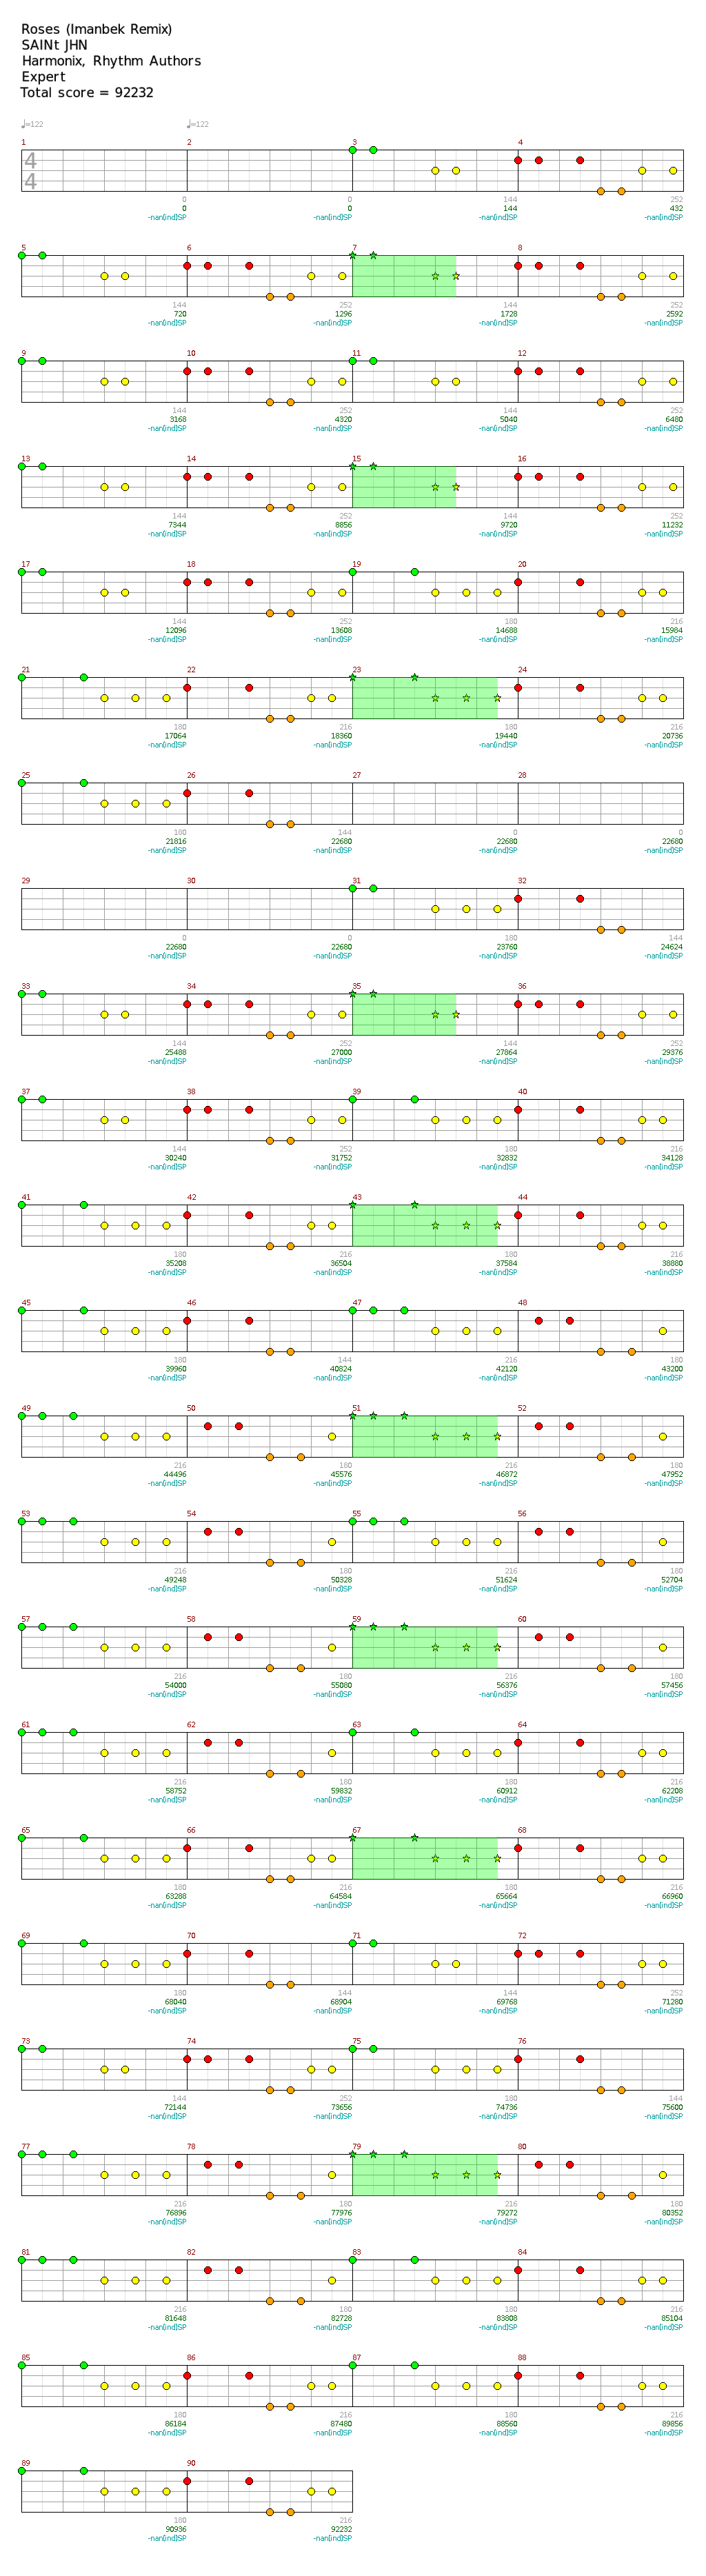 Roses (Imanbek Remix)
SAINt JHN
Harmonix, Rhythm Authors
Expert
Total score = 92232
♩=122 ♩=122
1 2 3 4
4
4
0 0 144 252
0 0 144 432
-nan(ind)SP -nan(ind)SP -nan(ind)SP -nan(ind)SP
5 6 7 8
144 252 144 252
720 1296 1728 2592
-nan(ind)SP -nan(ind)SP -nan(ind)SP -nan(ind)SP
9 10 11 12
144 252 144 252
3168 4320 5040 6480
-nan(ind)SP -nan(ind)SP -nan(ind)SP -nan(ind)SP
13 14 15 16
144 252 144 252
7344 8856 9720 11232
-nan(ind)SP -nan(ind)SP -nan(ind)SP -nan(ind)SP
17 18 19 20
144 252 180 216
12096 13608 14688 15984
-nan(ind)SP -nan(ind)SP -nan(ind)SP -nan(ind)SP
21 22 23 24
180 216 180 216
17064 18360 19440 20736
-nan(ind)SP -nan(ind)SP -nan(ind)SP -nan(ind)SP
25 26 27 28
180 144 0 0
21816 22680 22680 22680
-nan(ind)SP -nan(ind)SP -nan(ind)SP -nan(ind)SP
29 30 31 32
0 0 180 144
22680 22680 23760 24624
-nan(ind)SP -nan(ind)SP -nan(ind)SP -nan(ind)SP
33 34 35 36
144 252 144 252
25488 27000 27864 29376
-nan(ind)SP -nan(ind)SP -nan(ind)SP -nan(ind)SP
37 38 39 40
144 252 180 216
30240 31752 32832 34128
-nan(ind)SP -nan(ind)SP -nan(ind)SP -nan(ind)SP
41 42 43 44
180 216 180 216
35208 36504 37584 38880
-nan(ind)SP -nan(ind)SP -nan(ind)SP -nan(ind)SP
45 46 47 48
180 144 216 180
39960 40824 42120 43200
-nan(ind)SP -nan(ind)SP -nan(ind)SP -nan(ind)SP
49 50 51 52
216 180 216 180
44496 45576 46872 47952
-nan(ind)SP -nan(ind)SP -nan(ind)SP -nan(ind)SP
53 54 55 56
216 180 216 180
49248 50328 51624 52704
-nan(ind)SP -nan(ind)SP -nan(ind)SP -nan(ind)SP
57 58 59 60
216 180 216 180
54000 55080 56376 57456
-nan(ind)SP -nan(ind)SP -nan(ind)SP -nan(ind)SP
61 62 63 64
216 180 180 216
58752 59832 60912 62208
-nan(ind)SP -nan(ind)SP -nan(ind)SP -nan(ind)SP
65 66 67 68
180 216 180 216
63288 64584 65664 66960
-nan(ind)SP -nan(ind)SP -nan(ind)SP -nan(ind)SP
69 70 71 72
180 144 144 252
68040 68904 69768 71280
-nan(ind)SP -nan(ind)SP -nan(ind)SP -nan(ind)SP
73 74 75 76
144 252 180 144
72144 73656 74736 75600
-nan(ind)SP -nan(ind)SP -nan(ind)SP -nan(ind)SP
77 78 79 80
216 180 216 180
76896 77976 79272 80352
-nan(ind)SP -nan(ind)SP -nan(ind)SP -nan(ind)SP
81 82 83 84
216 180 180 216
81648 82728 83808 85104
-nan(ind)SP -nan(ind)SP -nan(ind)SP -nan(ind)SP
85 86 87 88
180 216 180 216
86184 87480 88560 89856
-nan(ind)SP -nan(ind)SP -nan(ind)SP -nan(ind)SP
89 90
180 216
90936 92232
-nan(ind)SP -nan(ind)SP